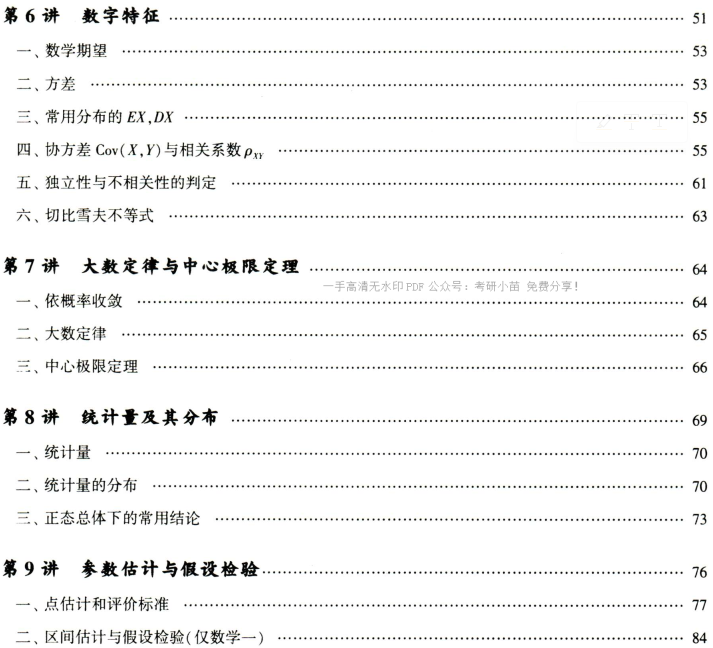 第6讲 数字特征 …… 51
一、数学期望 …… 53
二、方差 …… 53
三、常用分布的 EX,DX …… 55
四、协方差 Cov(X,Y)与相关系数ρXY …… 55
五、独立性与不相关性的判定 …… 61
六、切比雪夫不等式 …… 63
第7讲 大数定律与中心极限定理 …… 64
一手高清无水印PDF 公众号：考研小苗 免费分享！
一、依概率收敛 …… 64
二、大数定律 …… 65
三、中心极限定理 …… 66
第8讲 统计量及其分布 …… 69
一、统计量 …… 70
二、统计量的分布 …… 70
三、正态总体下的常用结论 …… 73
第9讲 参数估计与假设检验 …… 76
一、点估计和评价标准 …… 77
二、区间估计与假设检验(仅数学一) …… 84